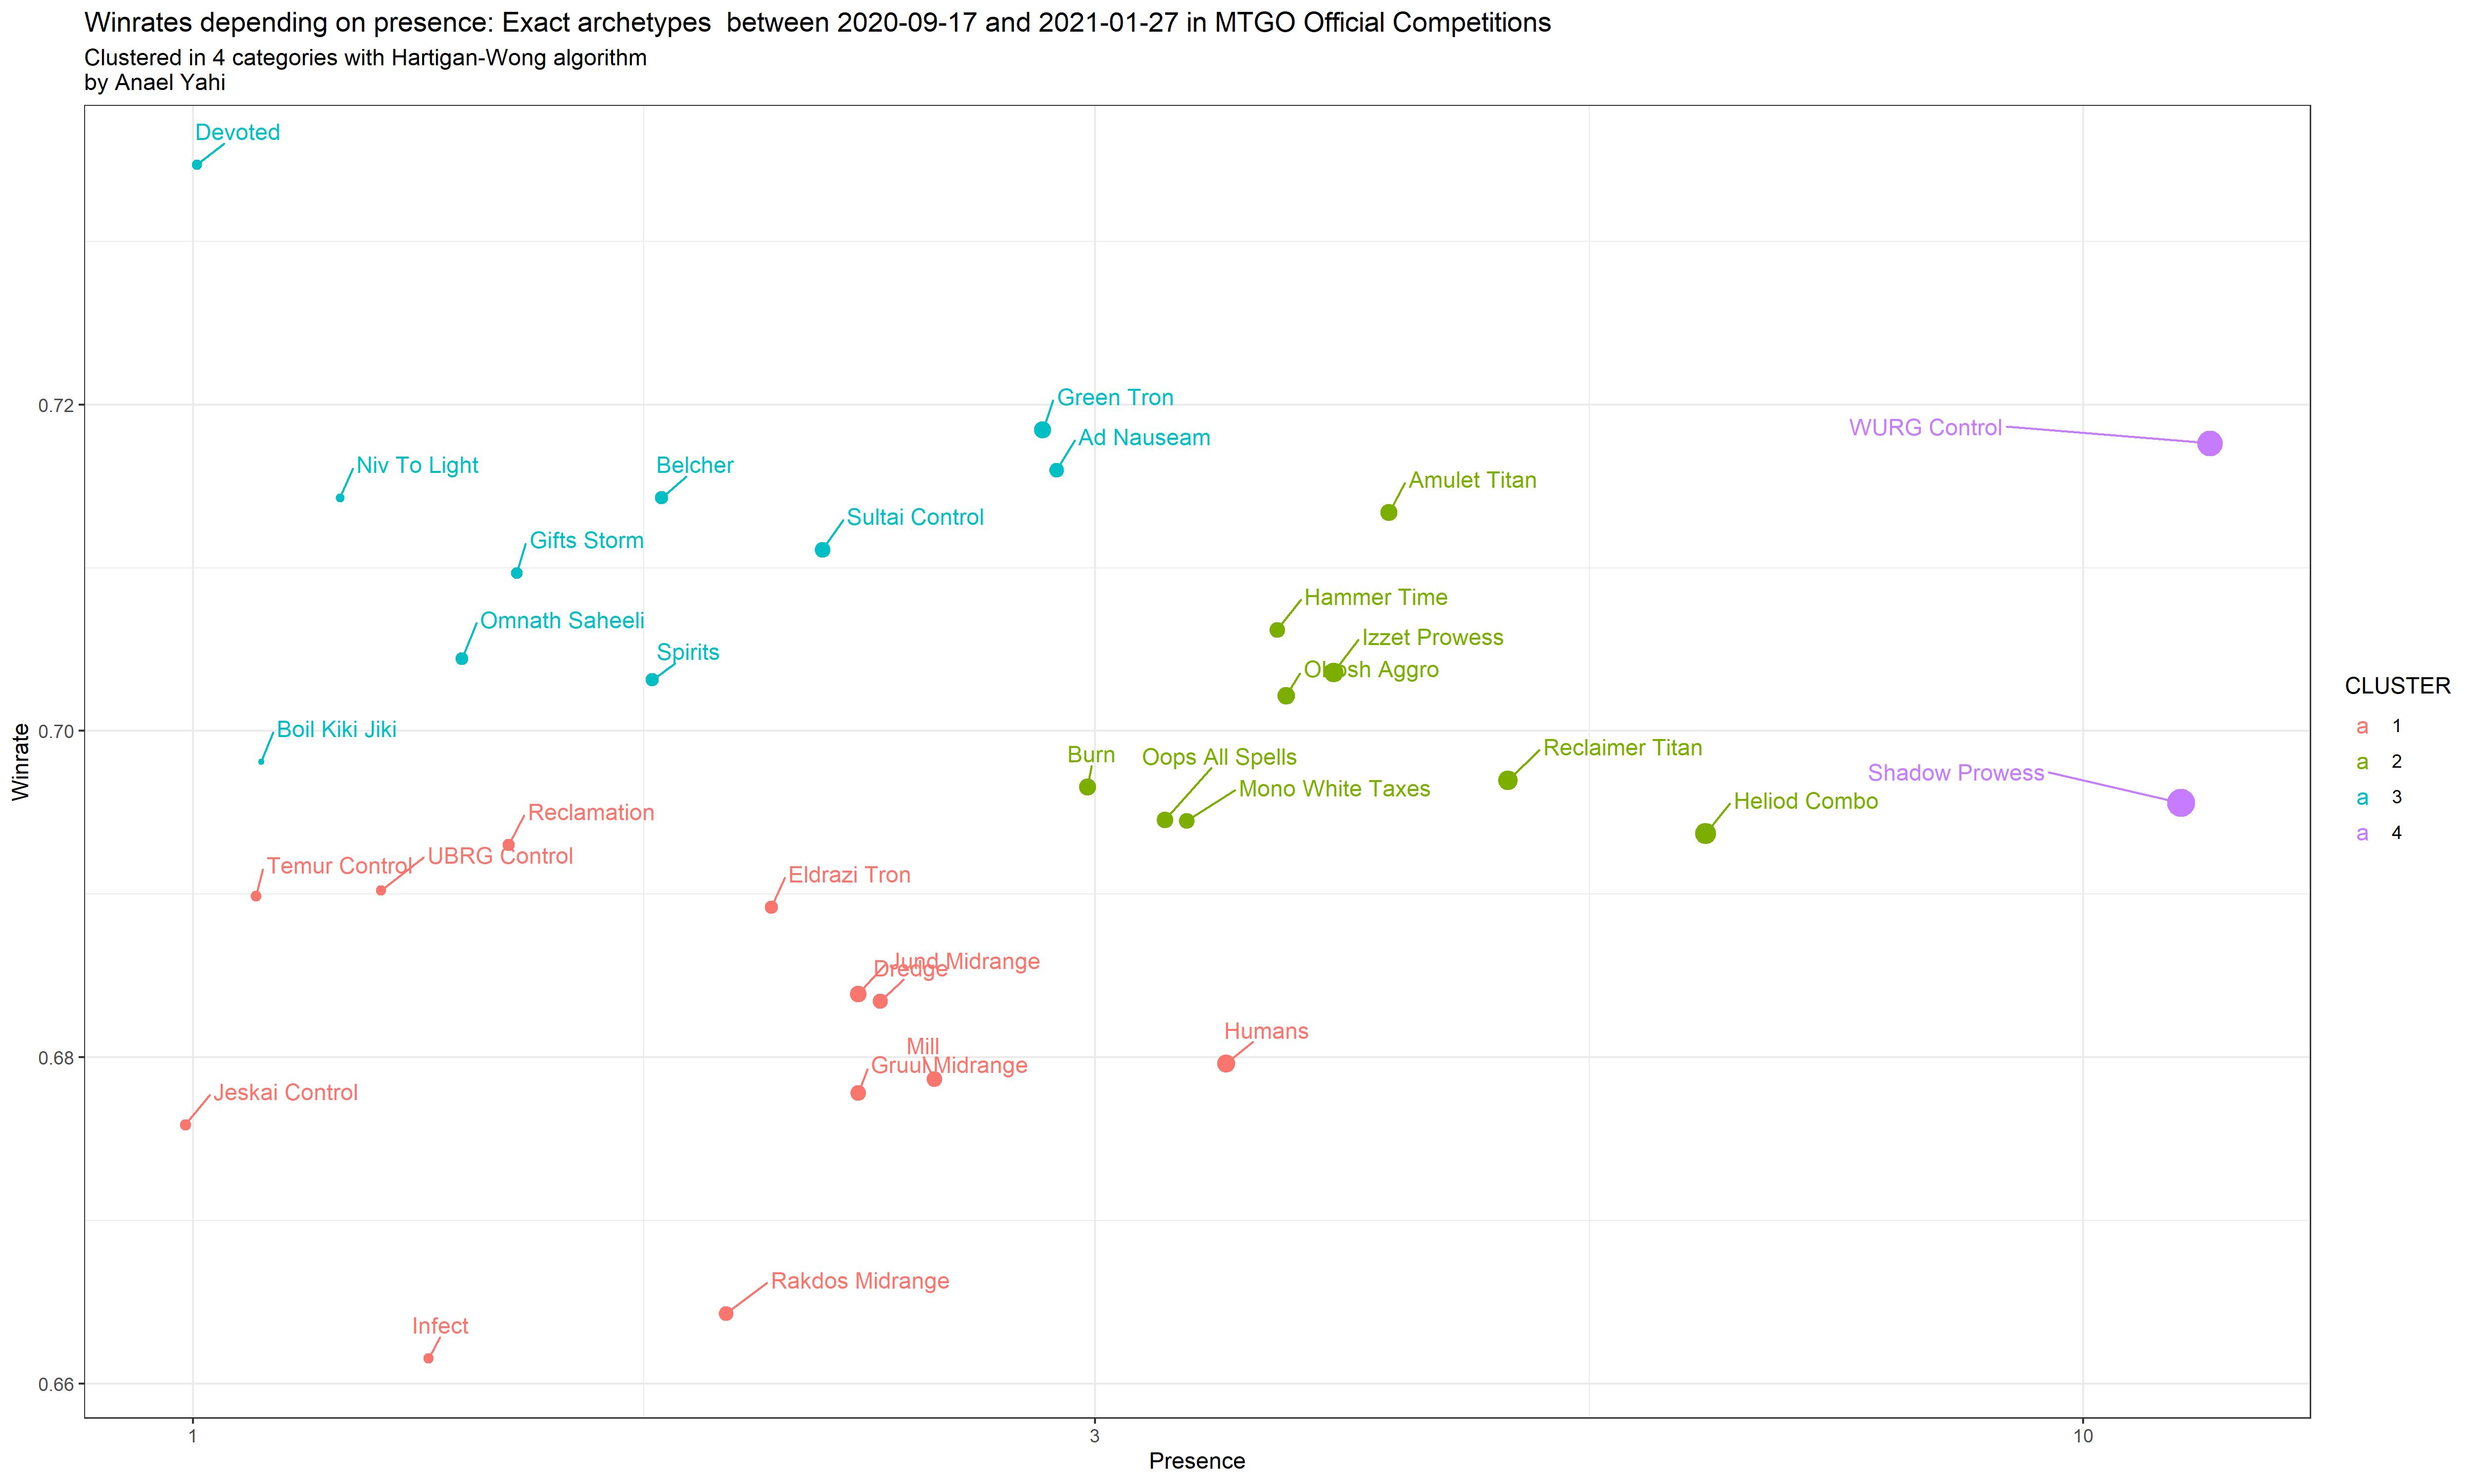 Winrates depending on presence: Exact archetypes  between 2020-09-17 and 2021-01-27 in MTGO Official Competitions
Clustered in 4 categories with Hartigan-Wong algorithm
by Anael Yahi
Devoted
Green Tron
0.72
WURG Control
Ad Nauseam
Niv To Light
Belcher
Amulet Titan
Sultai Control
Gifts Storm
Hammer Time
Omnath Saheeli
Izzet Prowess
Spirits
Aggro
CLUSTER
a 1
a 2
a 3
a 4
Boil Kiki Jiki
0.70
Winrate
Reclaimer Titan
Burn
Oops All Spells
Shadow Prowess
Mono White Taxes
Heliod Combo
Reclamation
UBRG Control
Temur Control
Eldrazi Tron
Jund Midrange
Dredge
Humans
Mill
0.68
Gruul Midrange
Jeskai Control
Rakdos Midrange
Infect
0.66
1
3
10
Presence